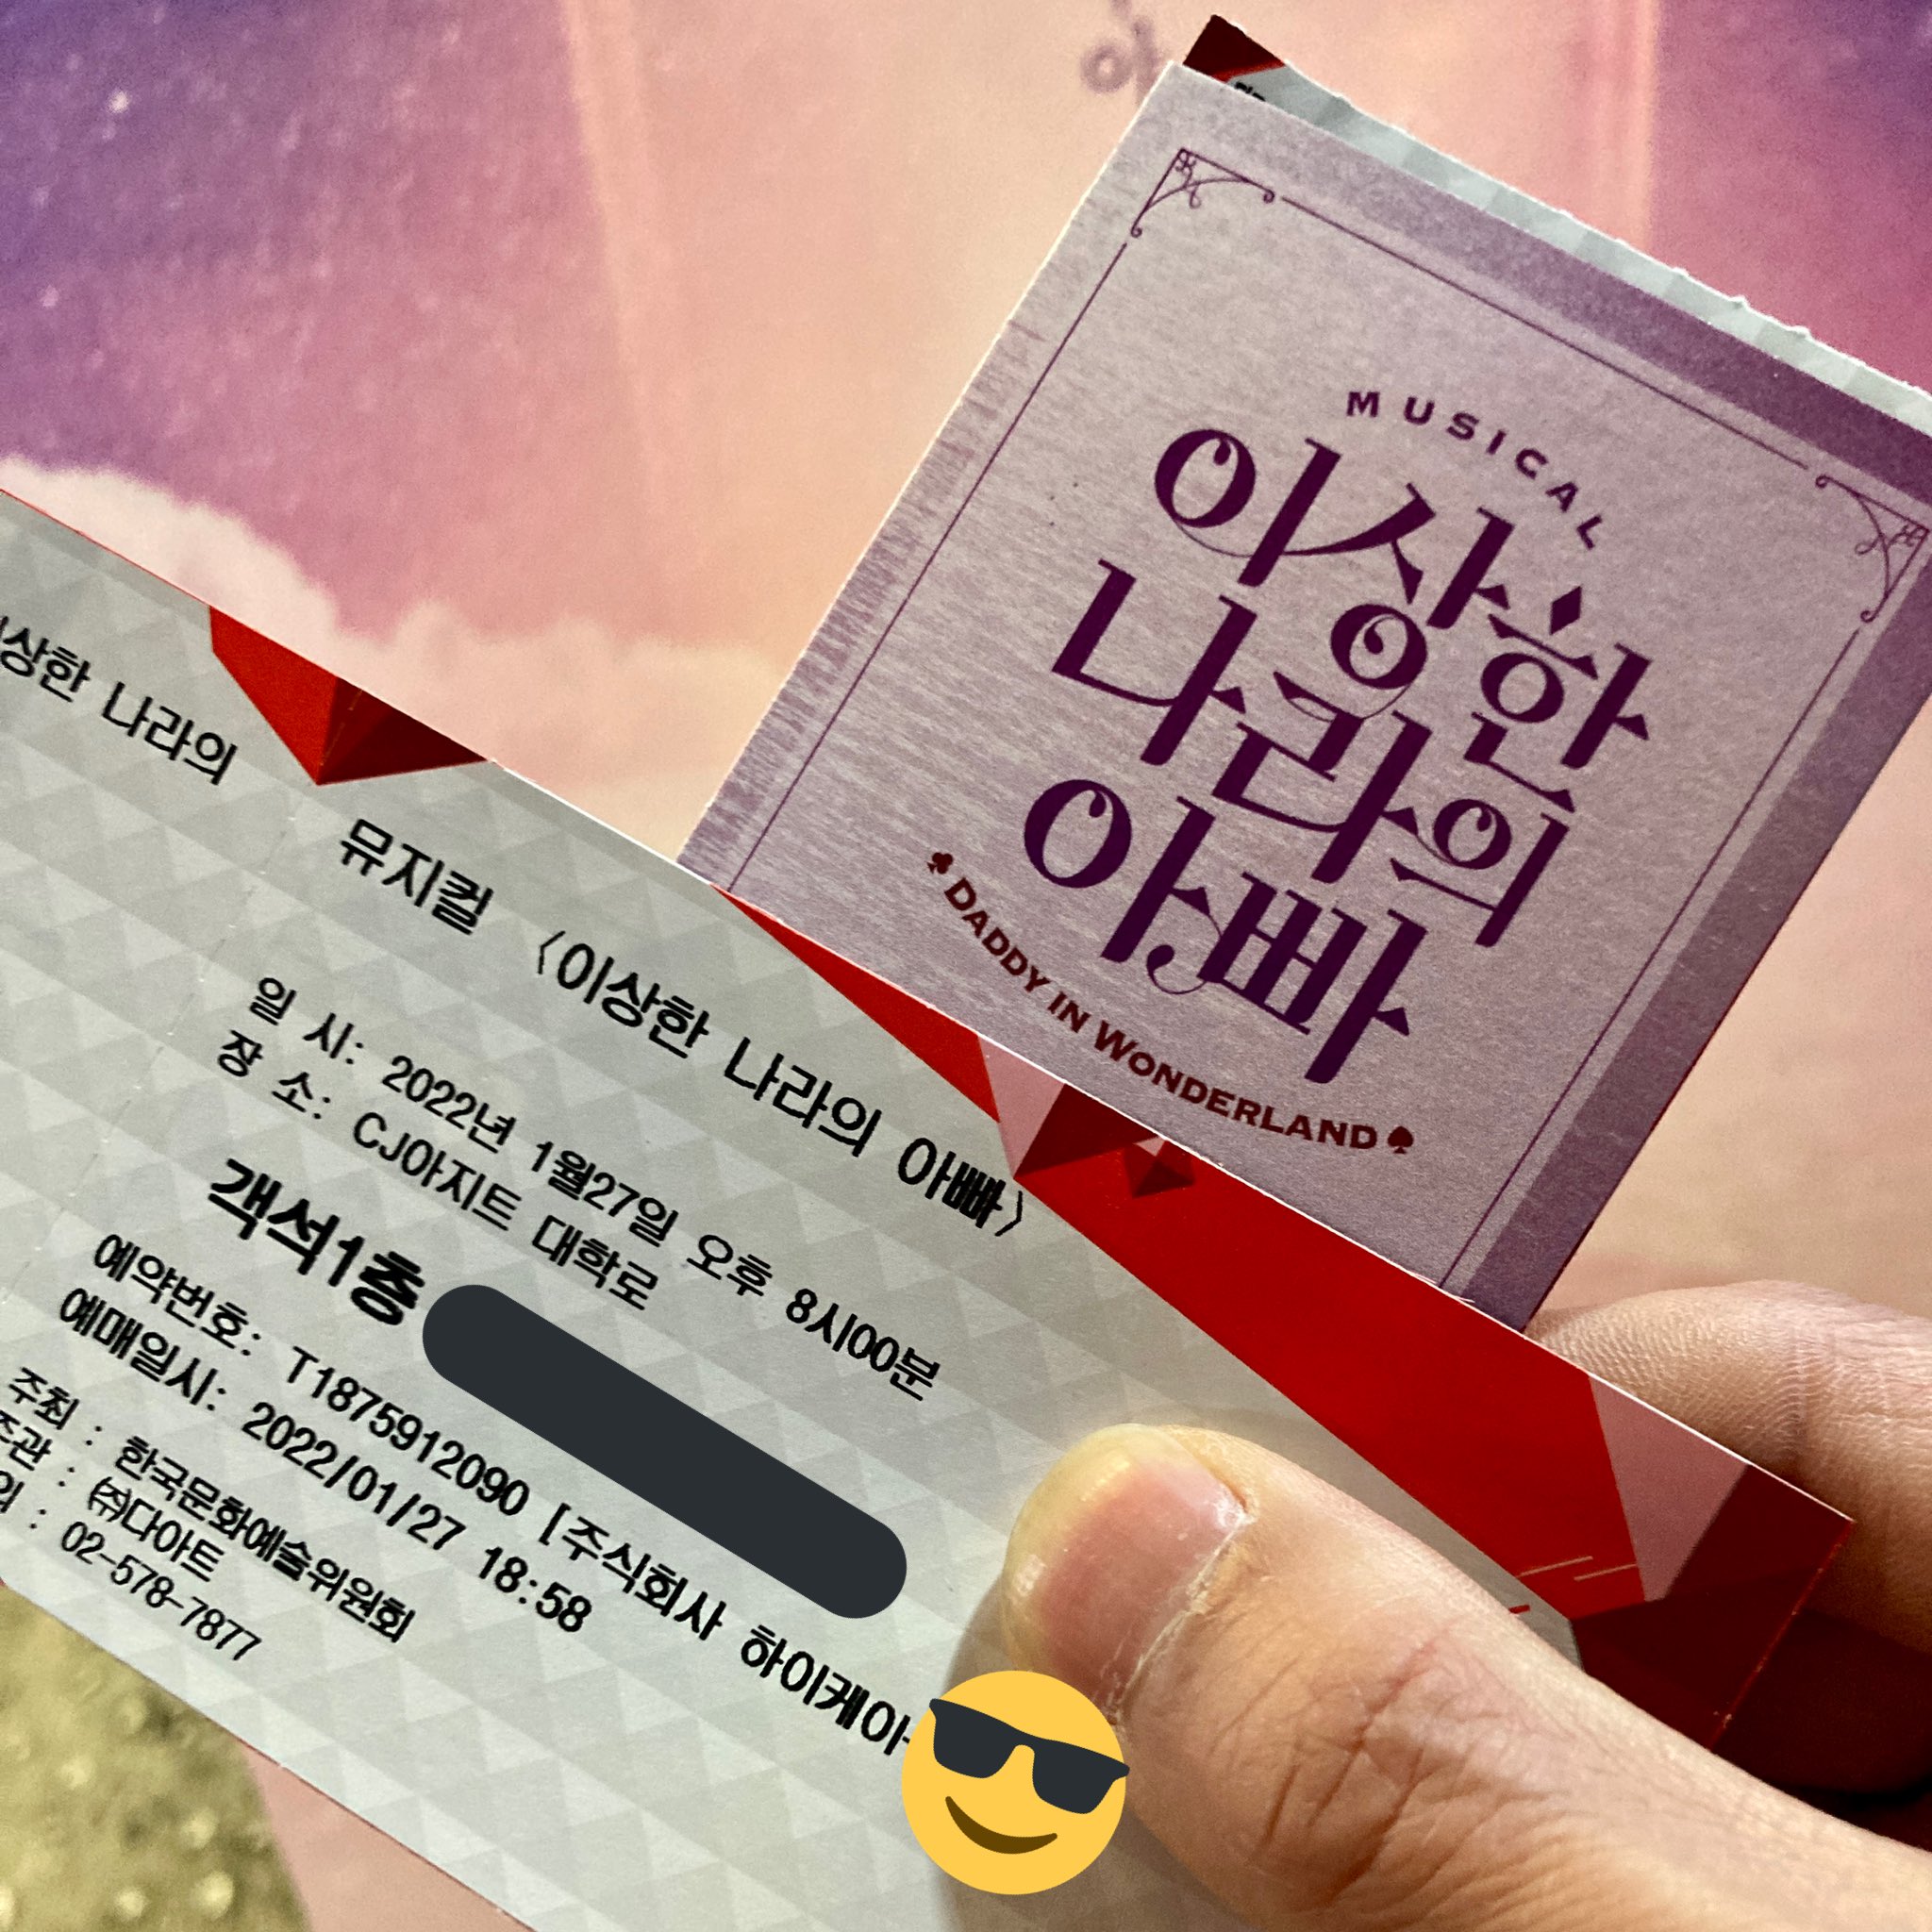 MUSICAL
이상한
나라의
아빠
DADDY IN WONDERLAND
상한 나라의
뮤지컬 〈이상한 나라의 아빠〉
일 시: 2022년 1월27일 오후 8시00분
장 소: CJ아지트 대학로
객석1층
예약번호: T1875912090 [주식회사 하이케아
예매일시: 2022/01/27 18:58
주최 : 한국문화예술위원회
주관 : ㈜다아트
의 : 02-578-7877